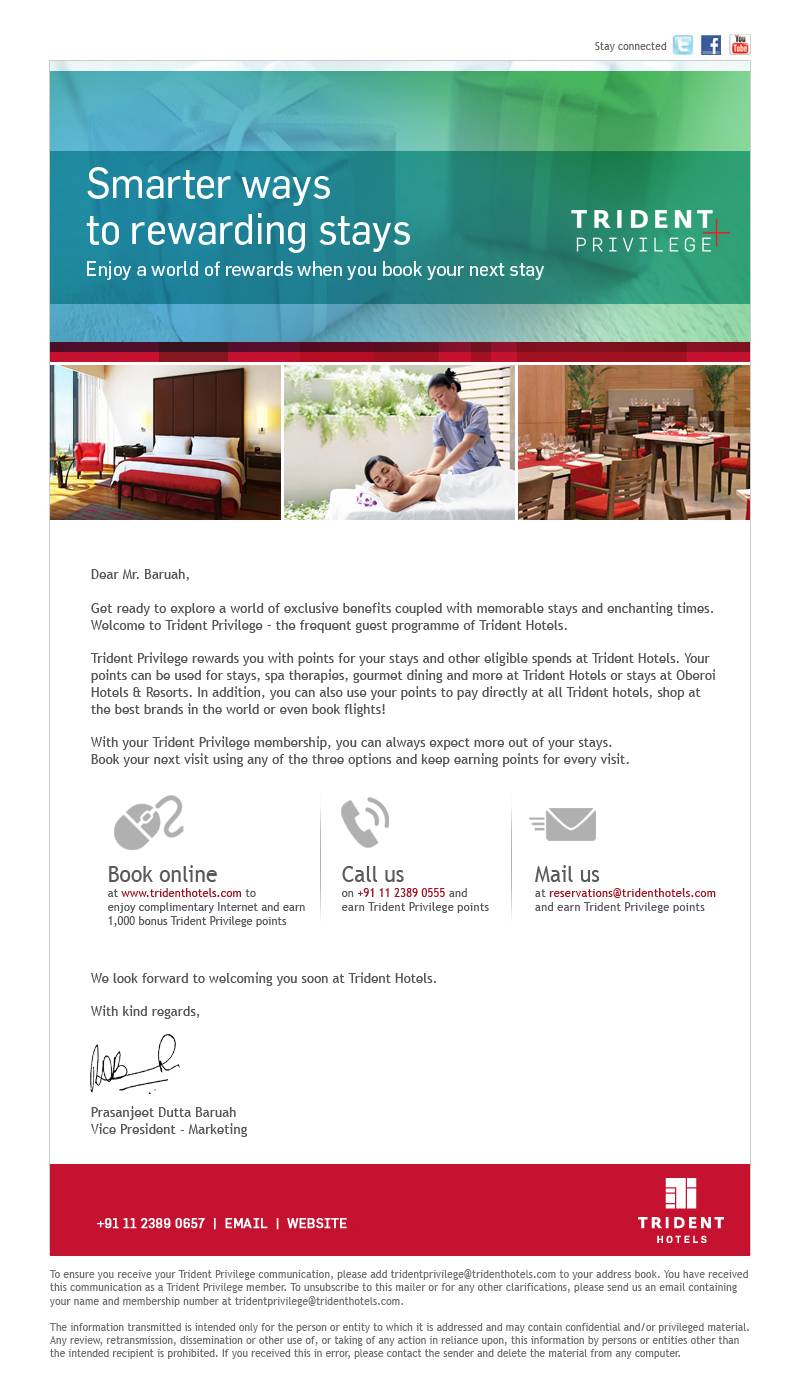 Stay connected
You
Tube
Smarter ways
to rewarding stays
Enjoy a world of rewards when you book your next stay
TRIDENT
PRIVILEGE
Dear Mr. Baruah,
Get ready to explore a world of exclusive benefits coupled with memorable stays and enchanting times.
Welcome to Trident Privilege – the frequent guest programme of Trident Hotels.
Trident Privilege rewards you with points for your stays and other eligible spends at Trident Hotels. Your
points can be used for stays, spa therapies, gourmet dining and more at Trident Hotels or stays at Oberoi
Hotels & Resorts. In addition, you can also use your points to pay directly at all Trident hotels, shop at
the best brands in the world or even book flights!
With your Trident Privilege membership, you can always expect more out of your stays.
Book your next visit using any of the three options and keep earning points for every visit.
Book online
at www.tridenthotels.com to
enjoy complimentary Internet and earn
1,000 bonus Trident Privilege points
Call us
on +91 11 2389 0555 and
earn Trident Privilege points
Mail us
at reservations@tridenthotels.com
and earn Trident Privilege points
We look forward to welcoming you soon at Trident Hotels.
With kind regards,
Prasanjeet Dutta Baruah
Vice President - Marketing
+91 11 2389 0657 | EMAIL | WEBSITE
TRIDENT
HOTELS
To ensure you receive your Trident Privilege communication, please add tridentprivilege@tridenthotels.com to your address book. You have received
this communication as a Trident Privilege member. To unsubscribe to this mailer or for any other clarifications, please send us an email containing
your name and membership number at tridentprivilege@tridenthotels.com.
The information transmitted is intended only for the person or entity to which it is addressed and may contain confidential and/or privileged material.
Any review, retransmission, dissemination or other use of, or taking of any action in reliance upon, this information by persons or entities other than
the intended recipient is prohibited. If you received this in error, please contact the sender and delete the material from any computer.